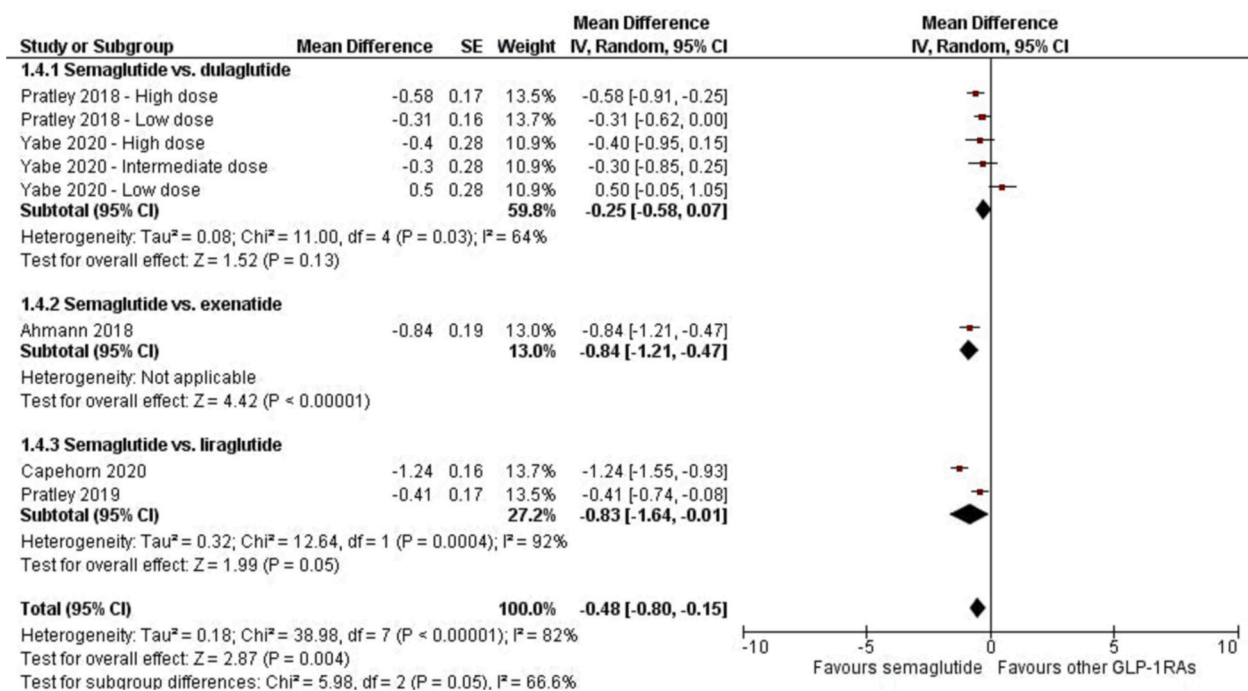 Mean Difference Mean Difference
Study or Subgroup Mean Difference SE Weight IV, Random, 95% CI IV, Random, 95% CI
1.4.1 Semaglutide vs. dulaglutide
Pratley 2018 - High dose -0.58 0.17 13.5% -0.58 [-0.91, -0.25]
Pratley 2018 - Low dose -0.31 0.16 13.7% -0.31 [-0.62, 0.00]
Yabe 2020 - High dose -0.4 0.28 10.9% -0.40 [-0.95, 0.15]
Yabe 2020 - Intermediate dose -0.3 0.28 10.9% -0.30 [-0.85, 0.25]
Yabe 2020 - Low dose 0.5 0.28 10.9% 0.50 [-0.05, 1.05]
Subtotal (95% CI) 59.8% -0.25 [-0.58, 0.07]
Heterogeneity: Tau² = 0.08; Chi² = 11.00, df = 4 (P = 0.03); I² = 64%
Test for overall effect: Z = 1.52 (P = 0.13)
1.4.2 Semaglutide vs. exenatide
Ahmann 2018 -0.84 0.19 13.0% -0.84 [-1.21, -0.47]
Subtotal (95% CI) 13.0% -0.84 [-1.21, -0.47]
Heterogeneity: Not applicable
Test for overall effect: Z = 4.42 (P < 0.00001)
1.4.3 Semaglutide vs. liraglutide
Capehorn 2020 -1.24 0.16 13.7% -1.24 [-1.55, -0.93]
Pratley 2019 -0.41 0.17 13.5% -0.41 [-0.74, -0.08]
Subtotal (95% CI) 27.2% -0.83 [-1.64, -0.01]
Heterogeneity: Tau² = 0.32; Chi² = 12.64, df = 1 (P = 0.0004); I² = 92%
Test for overall effect: Z = 1.99 (P = 0.05)
Total (95% CI) 100.0% -0.48 [-0.80, -0.15]
Heterogeneity: Tau² = 0.18; Chi² = 38.98, df = 7 (P < 0.00001); I² = 82%
Test for overall effect: Z = 2.87 (P = 0.004)
Test for subgroup differences: Chi² = 5.98, df = 2 (P = 0.05), I² = 66.6%
-10 -5 0 5 10
Favours semaglutide Favours other GLP-1RAs